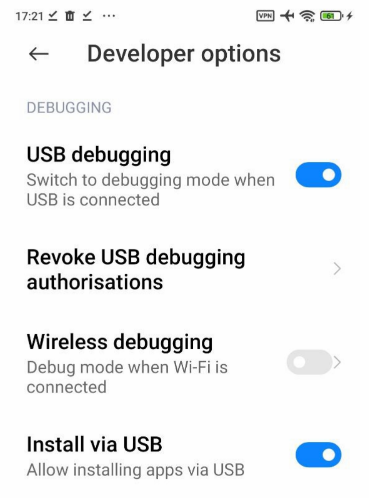 17:21 ...
VPN 61
Developer options
DEBUGGING
USB debugging
Switch to debugging mode when
USB is connected
Revoke USB debugging
authorisations
Wireless debugging
Debug mode when Wi-Fi is
connected
Install via USB
Allow installing apps via USB